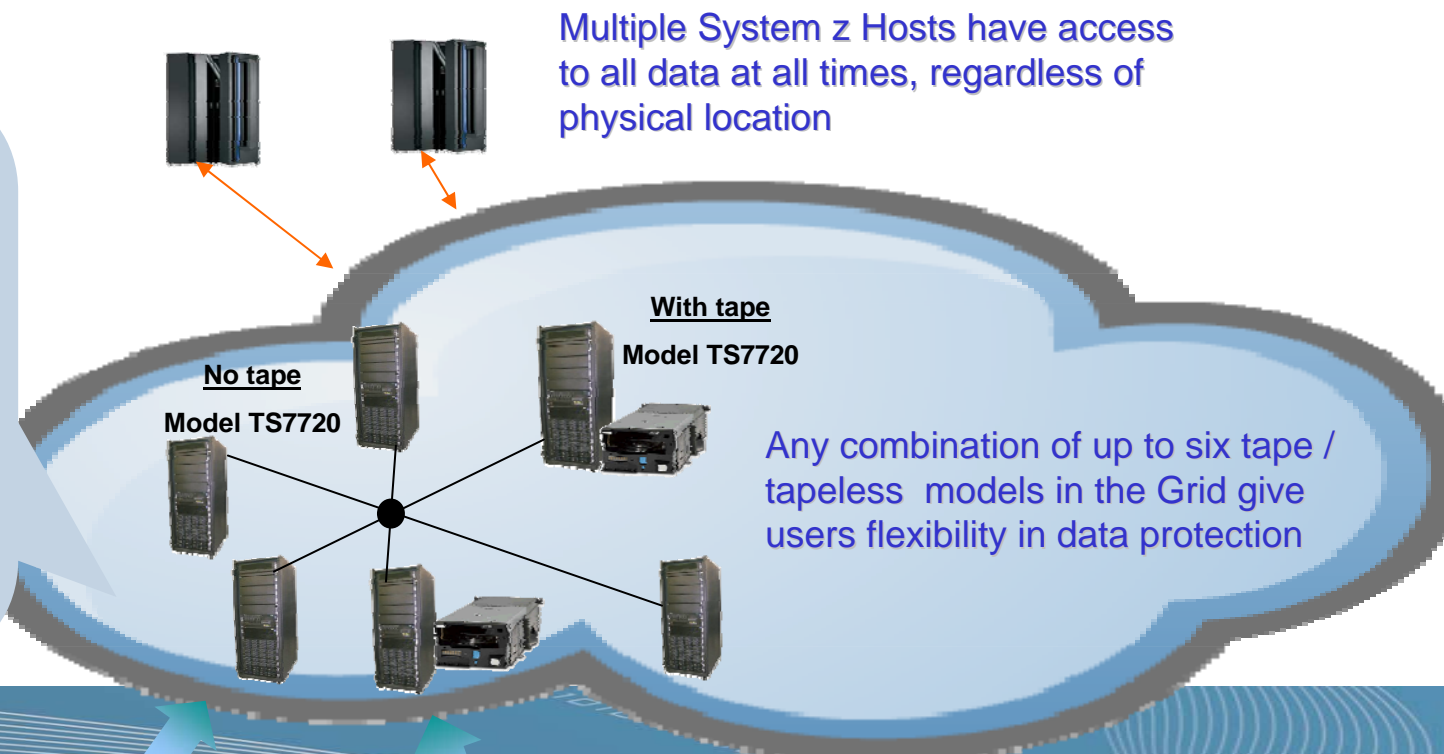 Multiple System z Hosts have access
to all data at all times, regardless of
physical location
With tape
Model TS7720
No tape
Model TS7720
Any combination of up to six tape /
tapeless models in the Grid give
users flexibility in data protection